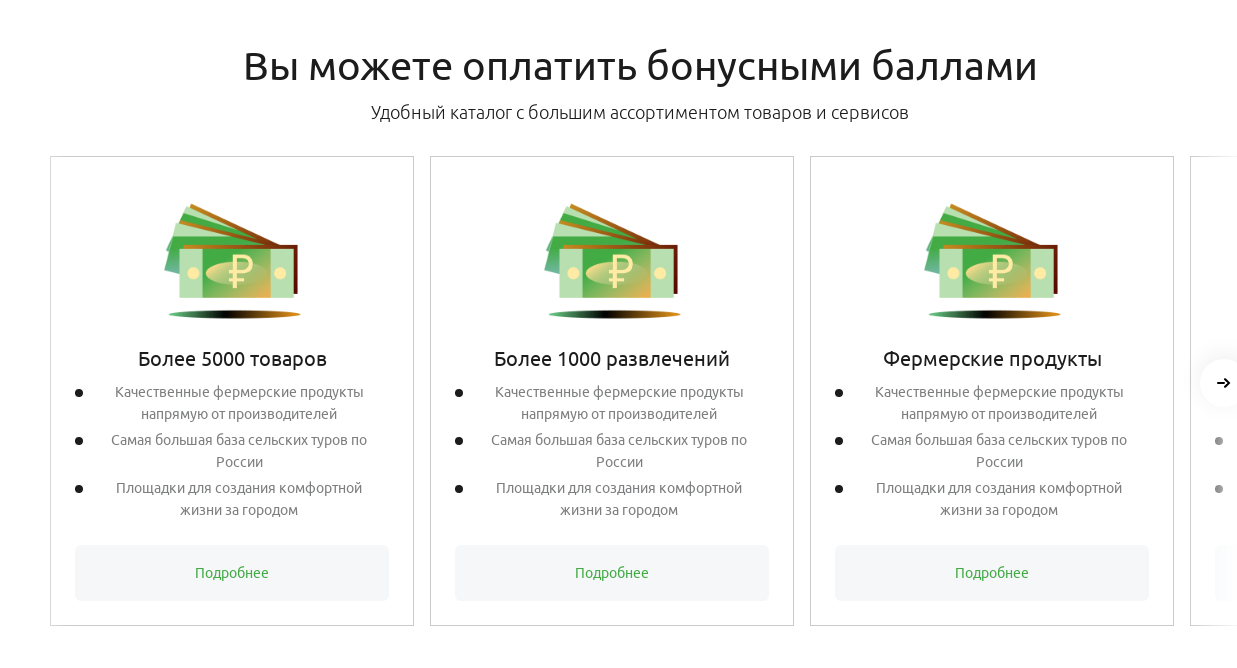 Вы можете оплатить бонусными баллами
Удобный каталог с большим ассортиментом товаров и сервисов
₽
Более 5000 товаров
Качественные фермерские продукты
напрямую от производителей
Самая большая база сельских туров по
России
Площадки для создания комфортной
жизни за городом
Подробнее
₽
Более 1000 развлечений
Качественные фермерские продукты
напрямую от производителей
Самая большая база сельских туров по
России
Площадки для создания комфортной
жизни за городом
Подробнее
₽
Фермерские продукты
Качественные фермерские продукты
напрямую от производителей
Самая большая база сельских туров по
России
Площадки для создания комфортной
жизни за городом
Подробнее